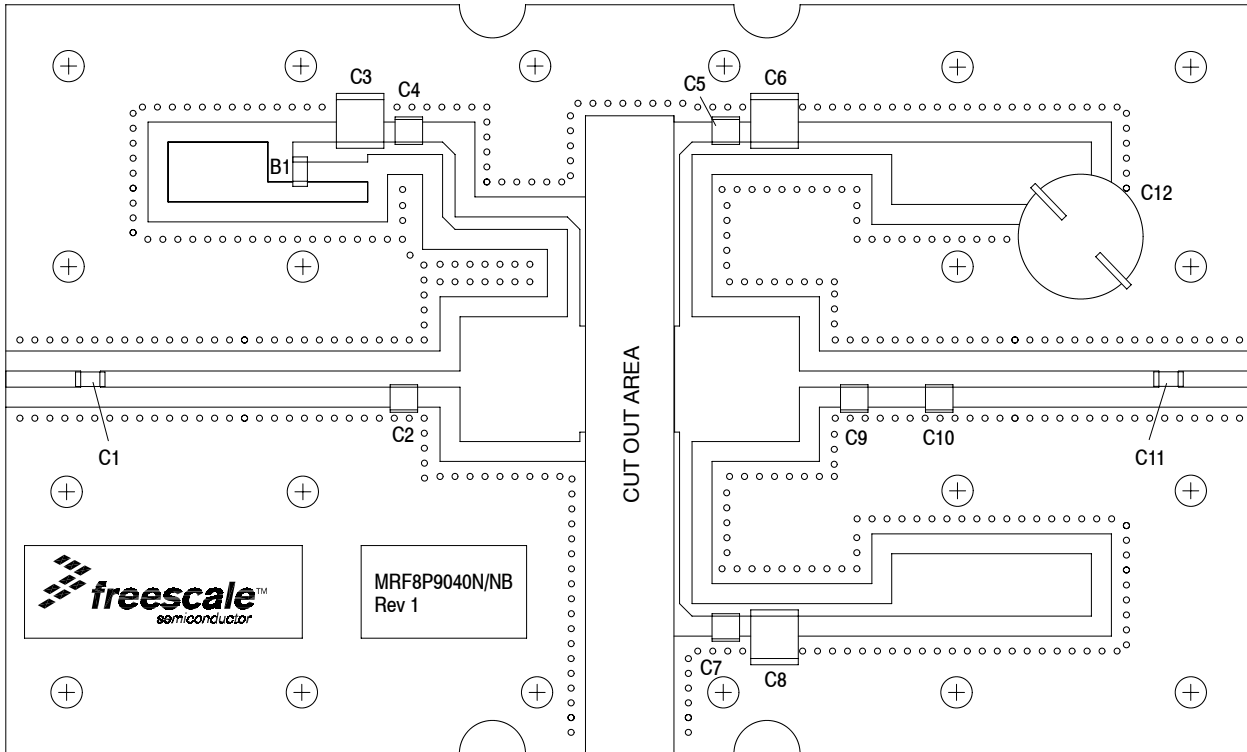 C3
C4
C5
C6
B1
C12
C1
C2
CUT OUT AREA
C9
C10
C11
freescale™
semiconductor
MRF8P9040N/NB
Rev 1
C7
C8